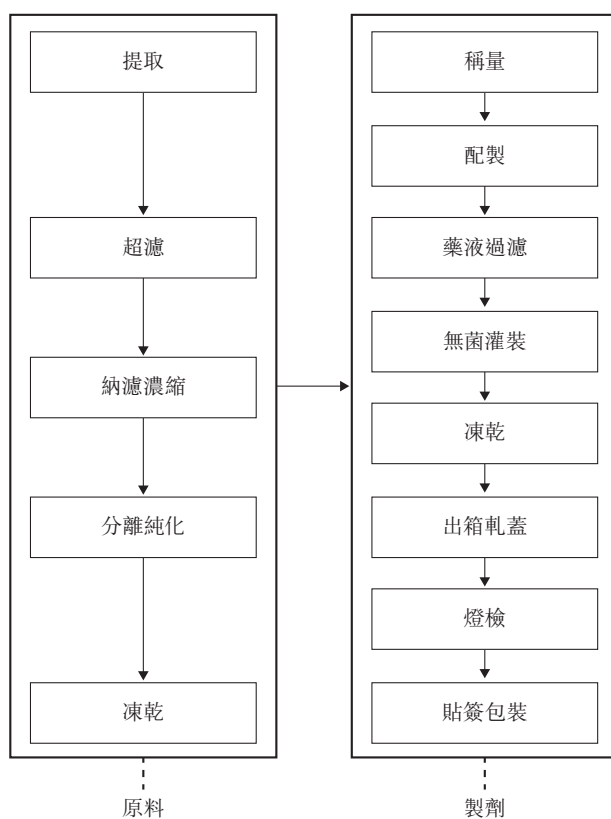 提取
超濾
納濾濃縮
分離純化
凍乾
原料
稱量
配製
藥液過濾
無菌灌裝
凍乾
出箱軋蓋
燈檢
貼簽包裝
製劑